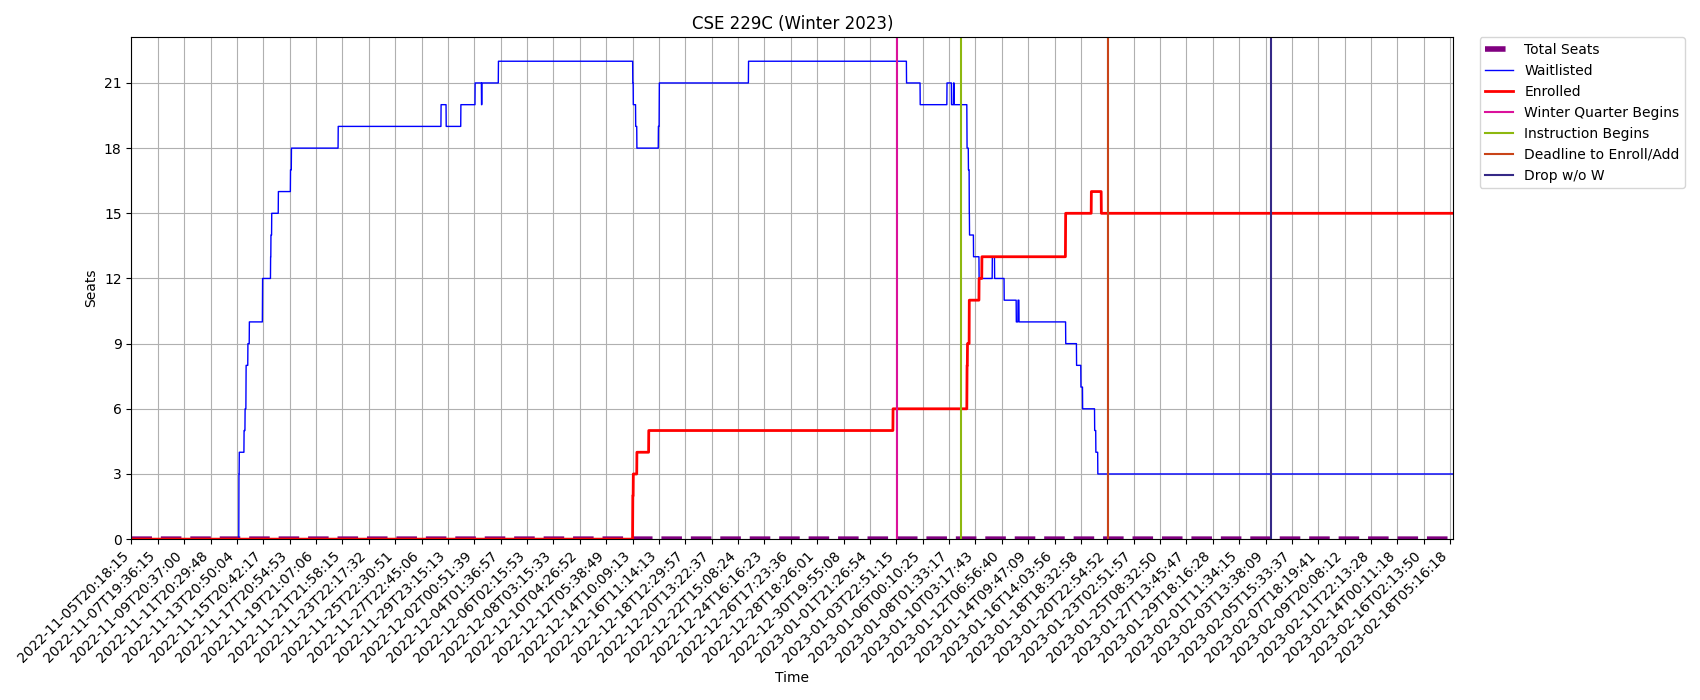 CSE 229C (Winter 2023)
Total Seats
Waitlisted
Enrolled
Winter Quarter Begins
Instruction Begins
Deadline to Enroll/Add
Drop w/o W
Seats
21
18
15
12
9
6
3
0
2022-11-05T20:18:15
2022-11-07T19:36:15
2022-11-09T20:37:00
2022-11-11T20:29:48
2022-11-13T20:50:04
2022-11-15T20:42:17
2022-11-17T20:54:53
2022-11-19T21:07:06
2022-11-21T21:58:15
2022-11-23T22:17:32
2022-11-25T22:30:51
2022-11-27T22:45:06
2022-11-29T23:15:13
2022-12-02T00:51:39
2022-12-04T01:36:57
2022-12-06T02:15:53
2022-12-08T03:15:33
2022-12-10T04:26:52
2022-12-12T05:38:49
2022-12-14T10:09:13
2022-12-16T11:14:13
2022-12-18T12:29:57
2022-12-20T13:22:37
2022-12-22T15:08:24
2022-12-24T16:16:23
2022-12-26T17:23:36
2022-12-28T18:26:01
2022-12-30T19:55:08
2023-01-01T21:26:54
2023-01-03T22:51:15
2023-01-06T00:10:25
2023-01-08T01:33:17
2023-01-10T03:17:43
2023-01-12T06:56:40
2023-01-14T09:47:09
2023-01-16T14:03:56
2023-01-18T18:32:58
2023-01-20T22:54:52
2023-01-23T02:51:57
2023-01-25T08:32:50
2023-01-27T13:45:47
2023-01-29T18:16:28
2023-02-01T11:34:15
2023-02-03T13:38:09
2023-02-05T15:33:37
2023-02-07T18:19:41
2023-02-09T20:08:12
2023-02-11T22:13:28
2023-02-14T00:11:18
2023-02-16T02:13:50
2023-02-18T05:16:18
Time